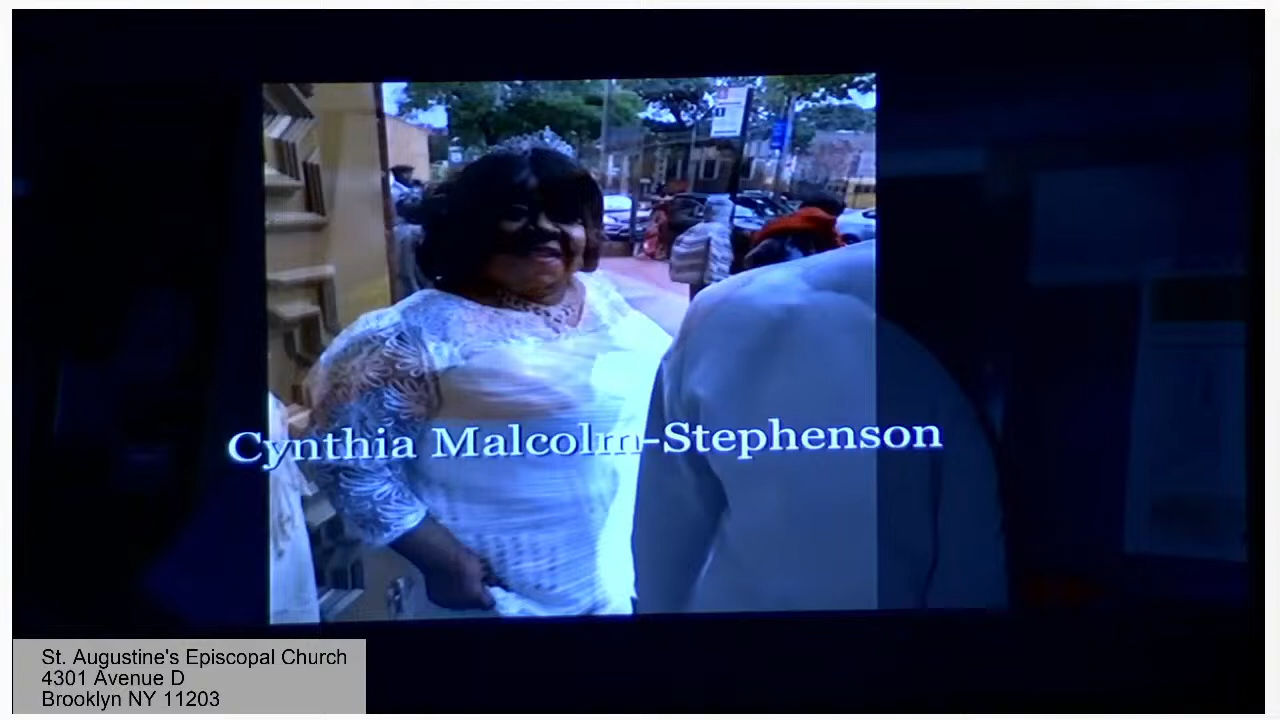 Cynthia Malcolm-Stephenson
St. Augustine's Episcopal Church
4301 Avenue D
Brooklyn NY 11203